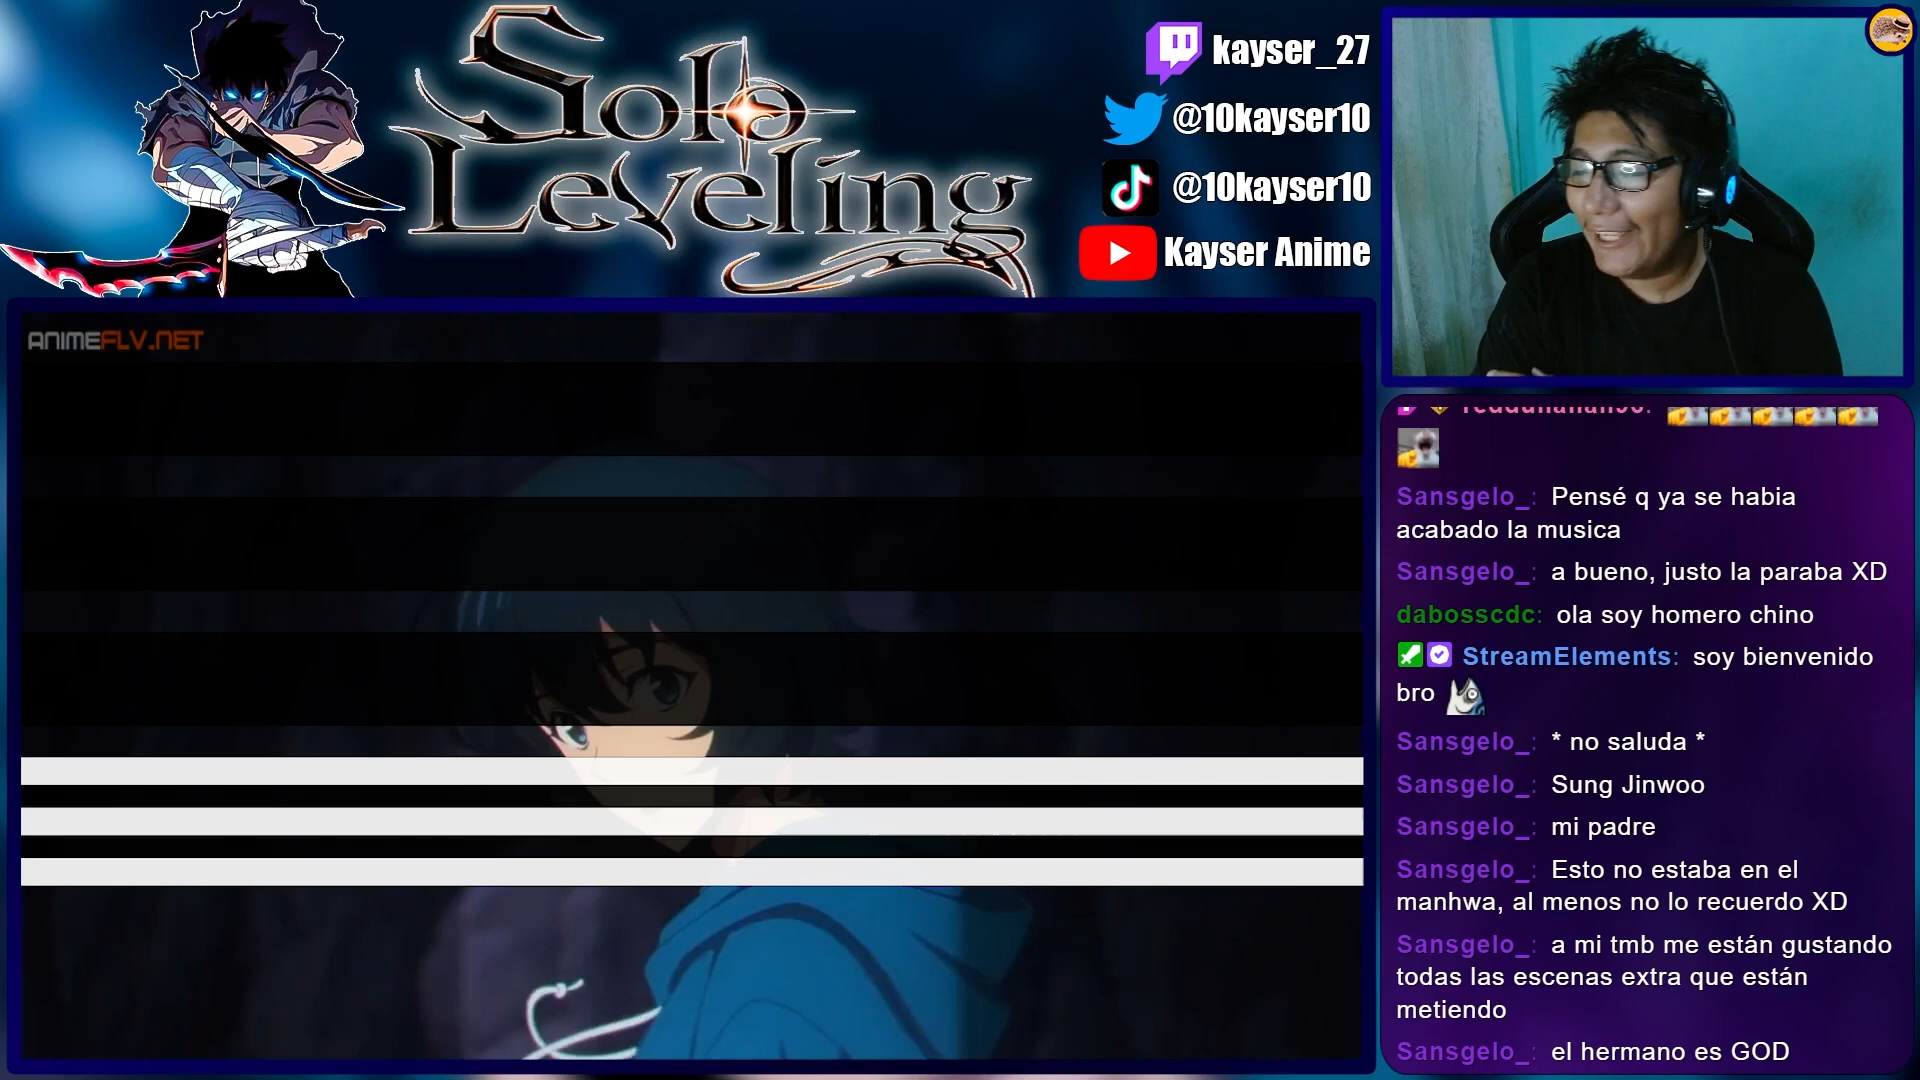 Solo
Leveling
kayser_27
@10kayser10
@10kayser10
Kayser Anime
ANIMEFLV.NET
Sansgelo_: Pensé q ya se habia
acabado la musica
Sansgelo_: a bueno, justo la paraba XD
dabosscdc: ola soy homero chino
StreamElements: soy bienvenido
bro
Sansgelo_: * no saluda *
Sansgelo_: Sung Jinwoo
Sansgelo_: mi padre
Sansgelo_: Esto no estaba en el
manhwa, al menos no lo recuerdo XD
Sansgelo_: a mi tmb me están gustando
todas las escenas extra que están
metiendo
Sansgelo_: el hermano es GOD